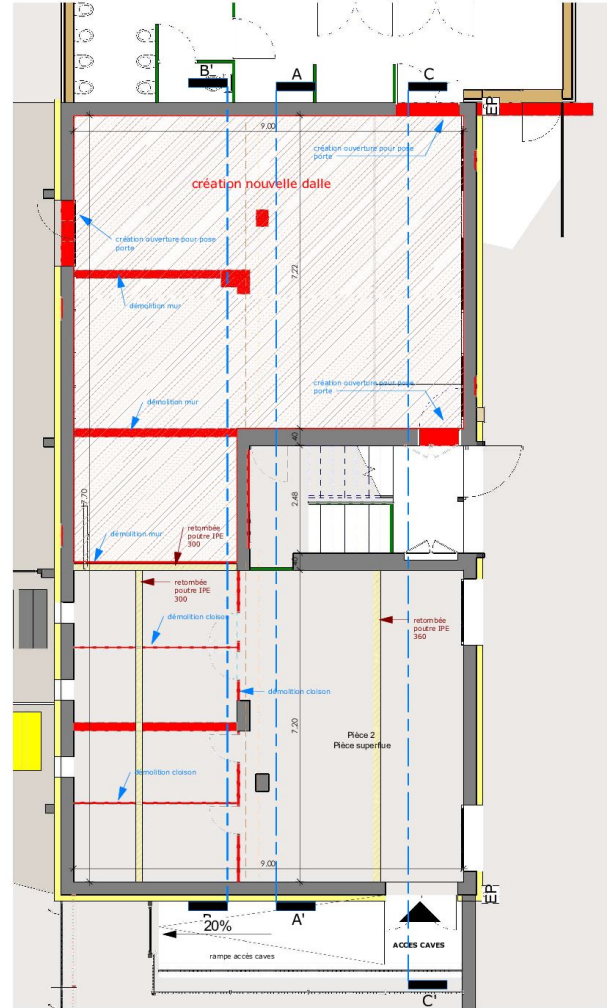 B'
A
C
EP
9.00
création ouverture pour pose
porte
création nouvelle dalle
création ouverture pour pose
porte
7.22
démolition mur
création ouverture pour pose
porte
démolition mur
40
2.48
17.70
retombée
poutre IPE
300
démolition mur
40
retombée
poutre IPE
300
retombée
poutre IPE
360
démolition cloison
démolition cloison
7.20
Pièce 2
Pièce superflue
démolition cloison
9.00
EP
A'
20%
ACCES CAVES
rampe accès caves
C'